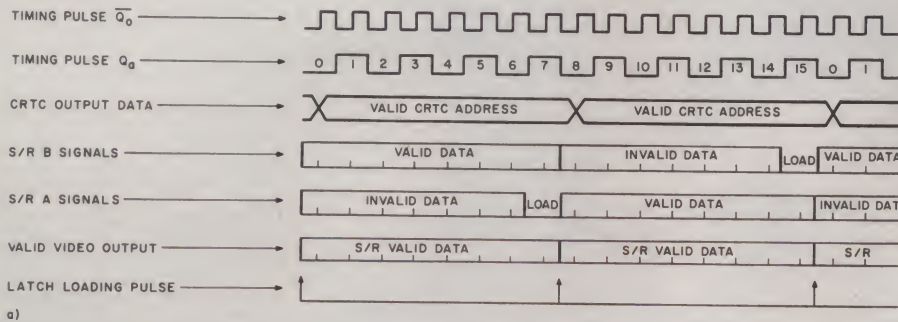 TIMING PULSE Q̅₀
TIMING PULSE Qₐ 0 1 2 3 4 5 6 7 8 9 10 11 12 13 14 15 0 1
CRTC OUTPUT DATA VALID CRTC ADDRESS VALID CRTC ADDRESS
S/R B SIGNALS VALID DATA INVALID DATA LOAD VALID DATA
S/R A SIGNALS INVALID DATA LOAD VALID DATA INVALID DAT
VALID VIDEO OUTPUT S/R VALID DATA S/R VALID DATA S/R
LATCH LOADING PULSE
a)